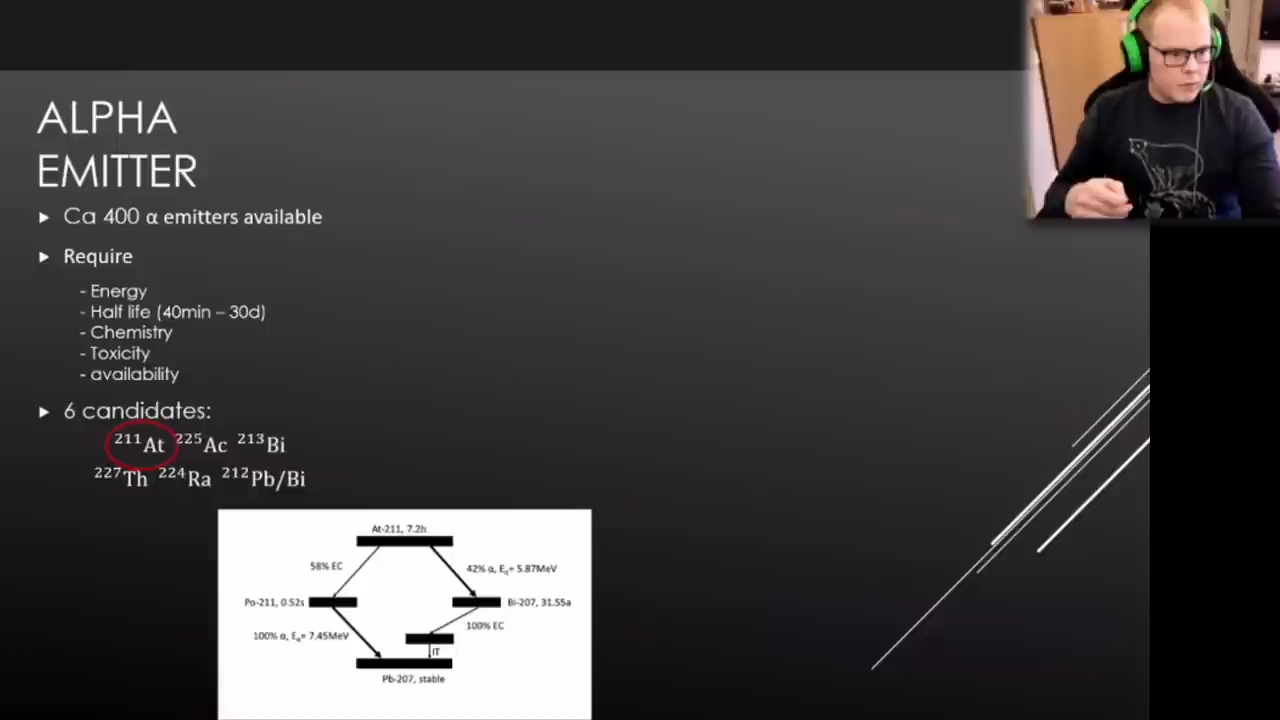 ALPHA
EMITTER
Ca 400 α emitters available
Require
- Energy
- Half life (40min – 30d)
- Chemistry
- Toxicity
- availability
6 candidates:
²¹¹At ²²⁵Ac ²¹³Bi
²²⁷Th ²²⁴Ra ²¹²Pb/Bi
At-211, 7.2h
58% EC
42% α, Eα= 5.87MeV
Po-211, 0.52s
Bi-207, 31.55a
100% EC
100% α, Eα= 7.45MeV
IT
Pb-207, stable